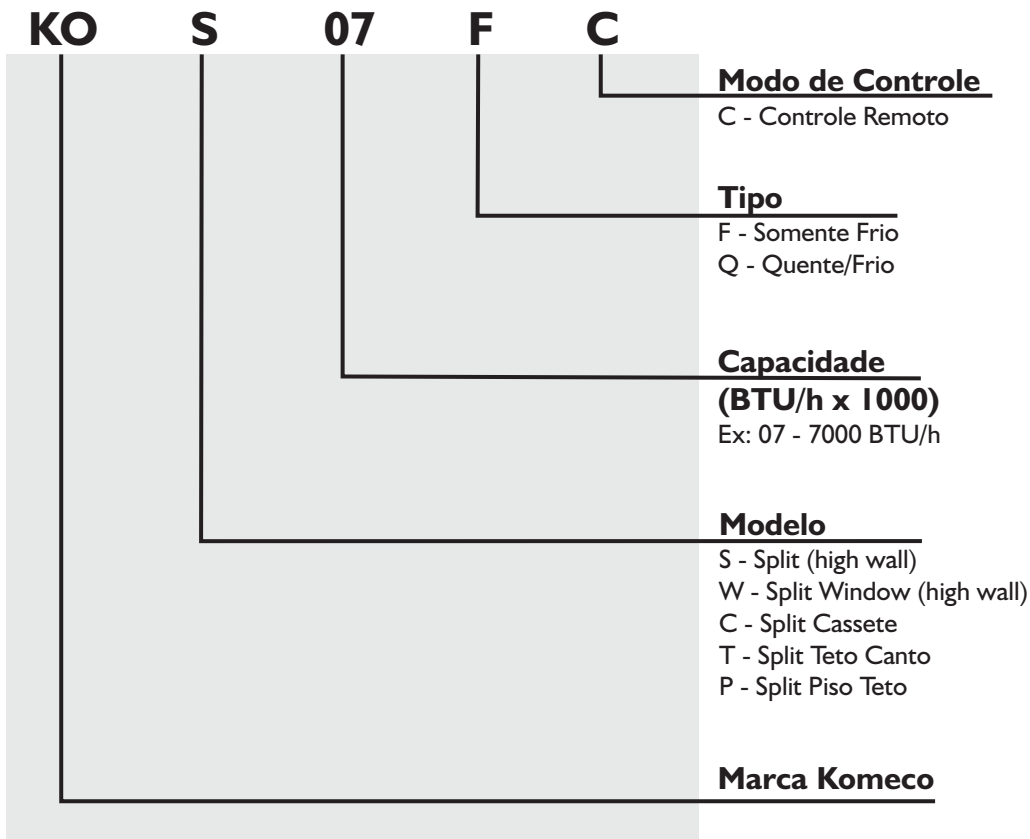 KO S 07 F C
Modo de Controle
C - Controle Remoto
Tipo
F - Somente Frio
Q - Quente/Frio
Capacidade
(BTU/h x 1000)
Ex: 07 - 7000 BTU/h
Modelo
S - Split (high wall)
W - Split Window (high wall)
C - Split Cassete
T - Split Teto Canto
P - Split Piso Teto
Marca Komeco